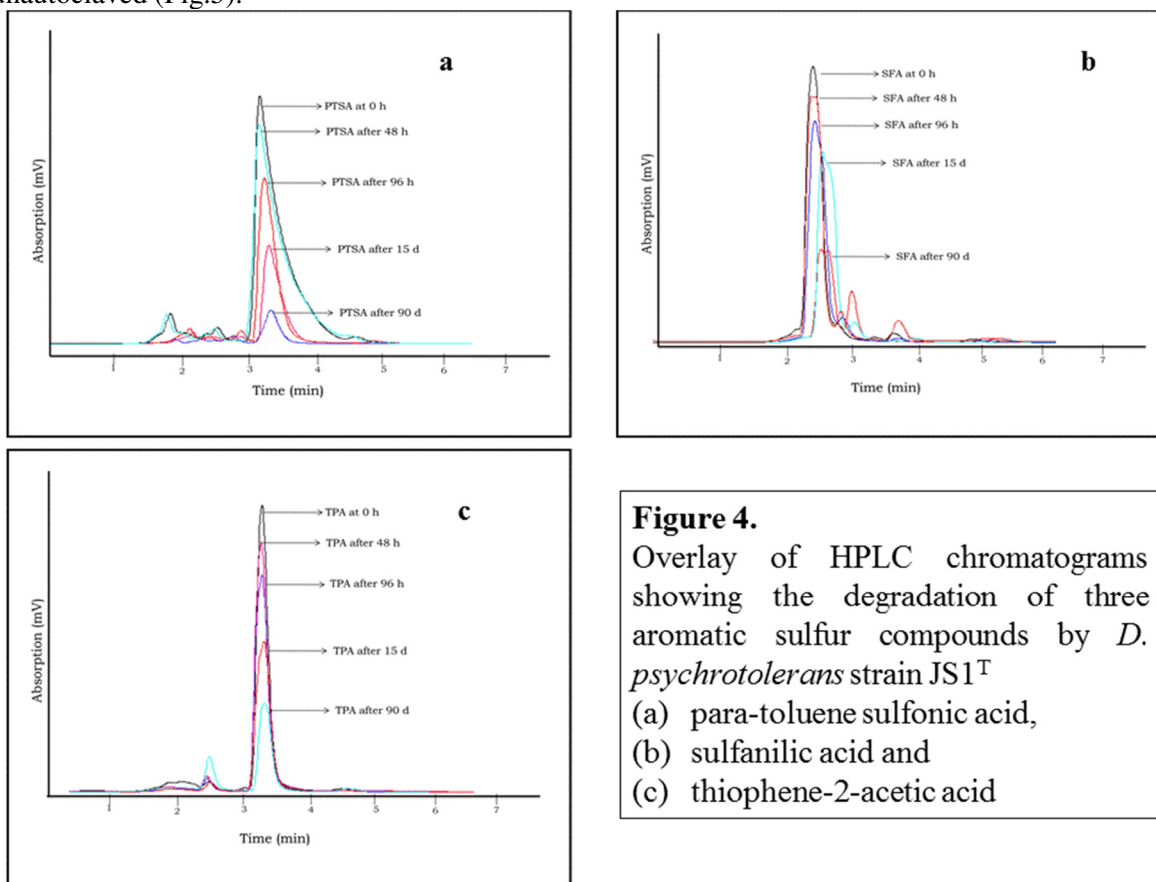 (Fig.5).
a
PTSA at 0 h
PTSA after 48 h
PTSA after 96 h
PTSA after 15 d
PTSA after 90 d
Absorption (mV)
1 2 3 4 5 6 7
Time (min)
b
SFA at 0 h
SFA after 48 h
SFA after 96 h
SFA after 15 d
SFA after 90 d
Absorption (mV)
1 2 3 4 5 6 7
Time (min)
c
TPA at 0 h
TPA after 48 h
TPA after 96 h
TPA after 15 d
TPA after 90 d
Absorption (mV)
1 2 3 4 5 6 7
Time (min)
Figure 4.
Overlay of HPLC chromatograms
showing the degradation of three
aromatic sulfur compounds by D.
psychrotolerans strain JS1ᵀ
(a) para-toluene sulfonic acid,
(b) sulfanilic acid and
(c) thiophene-2-acetic acid